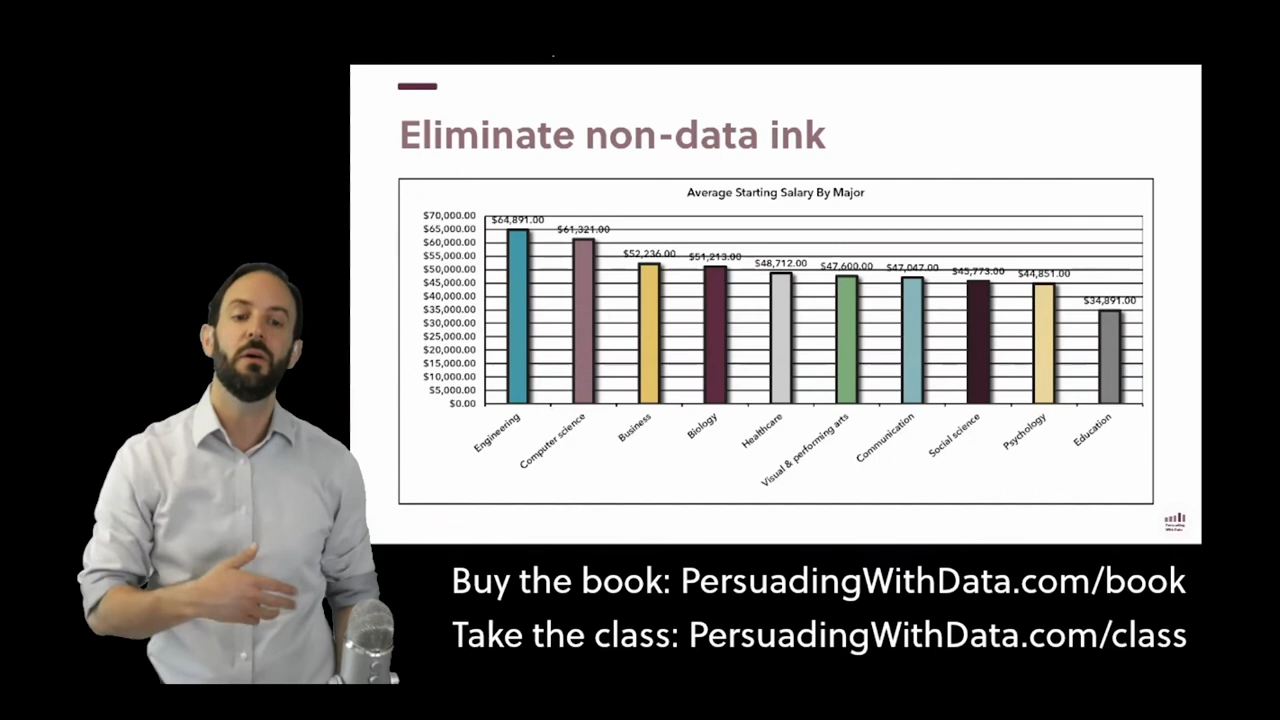 Eliminate non-data ink
Average Starting Salary By Major
$70,000.00
$65,000.00
$60,000.00
$55,000.00
$50,000.00
$45,000.00
$40,000.00
$35,000.00
$30,000.00
$25,000.00
$20,000.00
$15,000.00
$10,000.00
$5,000.00
$0.00
$64,891.00
$61,321.00
$52,236.00
$51,213.00
$48,712.00
$47,600.00
$47,047.00
$45,773.00
$44,851.00
$34,891.00
Engineering
Computer science
Business
Biology
Healthcare
Visual & performing arts
Communication
Social science
Psychology
Education
Persuading
With Data
Buy the book: PersuadingWithData.com/book
Take the class: PersuadingWithData.com/class